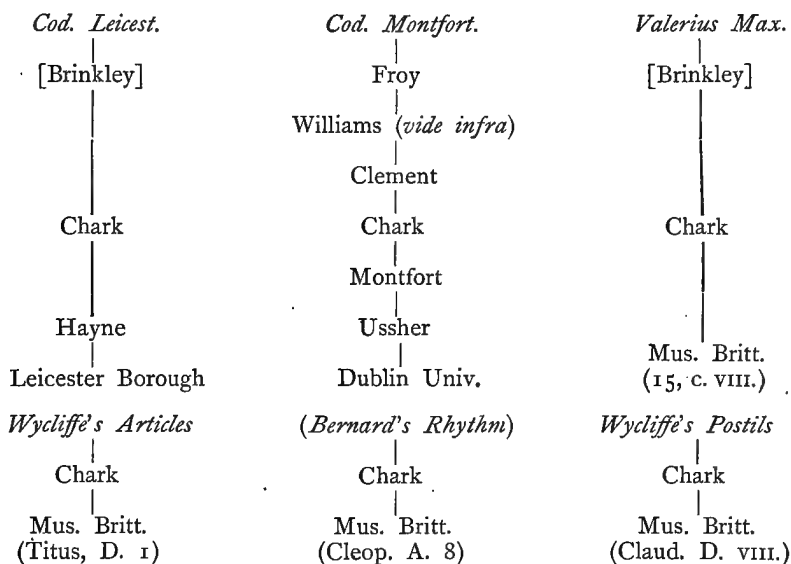 Cod. Leicest. Cod. Montfort. Valerius Max.
[Brinkley] Froy [Brinkley]
Williams (vide infra)
Clement
Chark Chark Chark
Montfort
Hayne Ussher
Mus. Britt.
Leicester Borough Dublin Univ. (15, c. VIII.)
Wycliffe's Articles (Bernard's Rhythm) Wycliffe's Postils
Chark Chark Chark
Mus. Britt. Mus. Britt. Mus. Britt.
(Titus, D. 1) (Cleop. A. 8) (Claud. D. VIII.)